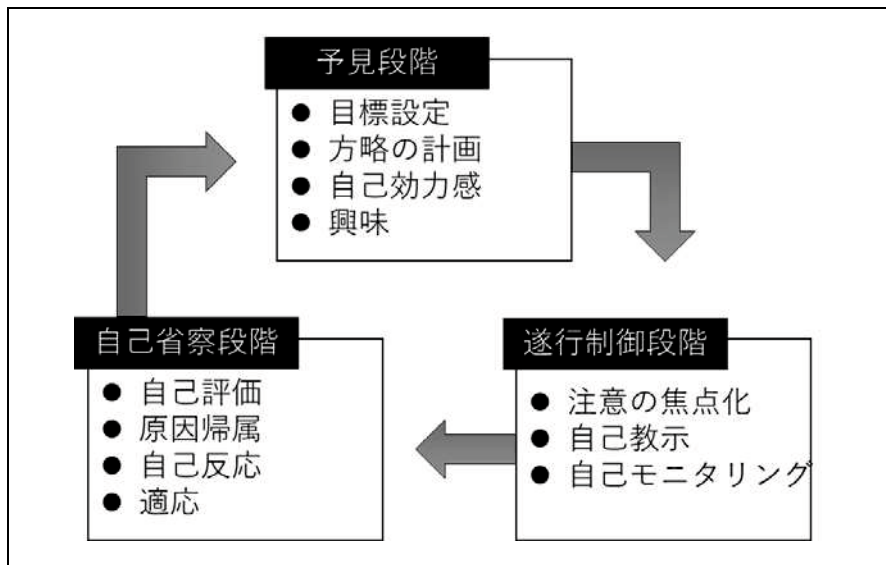 予見段階
● 目標設定
● 方略の計画
● 自己効力感
● 興味
遂行制御段階
● 注意の焦点化
● 自己教示
● 自己モニタリング
自己省察段階
● 自己評価
● 原因帰属
● 自己反応
● 適応